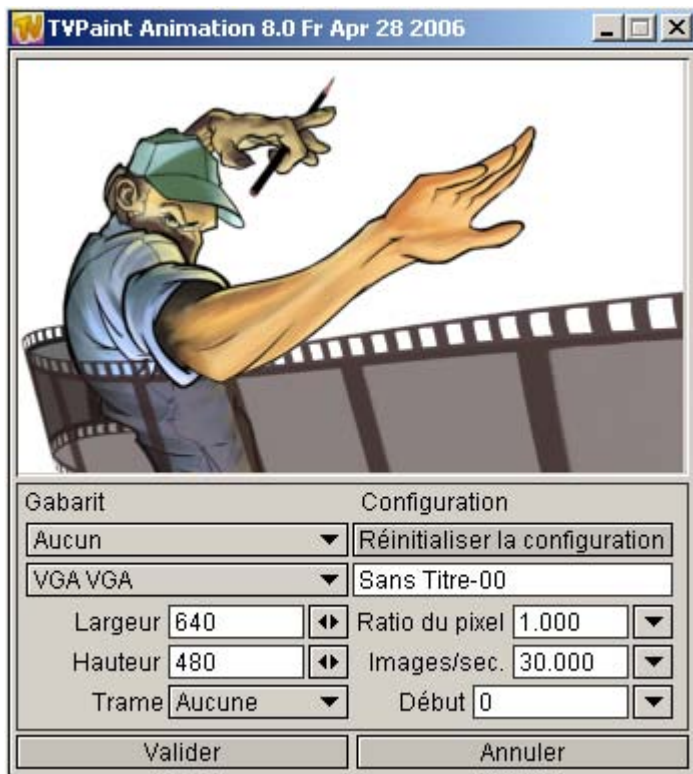 TVPaint Animation 8.0 Fr Apr 28 2006
Gabarit Configuration
Aucun Réinitialiser la configuration
VGA VGA Sans Titre-00
Largeur 640 Ratio du pixel 1.000
Hauteur 480 Images/sec. 30.000
Trame Aucune Début 0
Valider Annuler